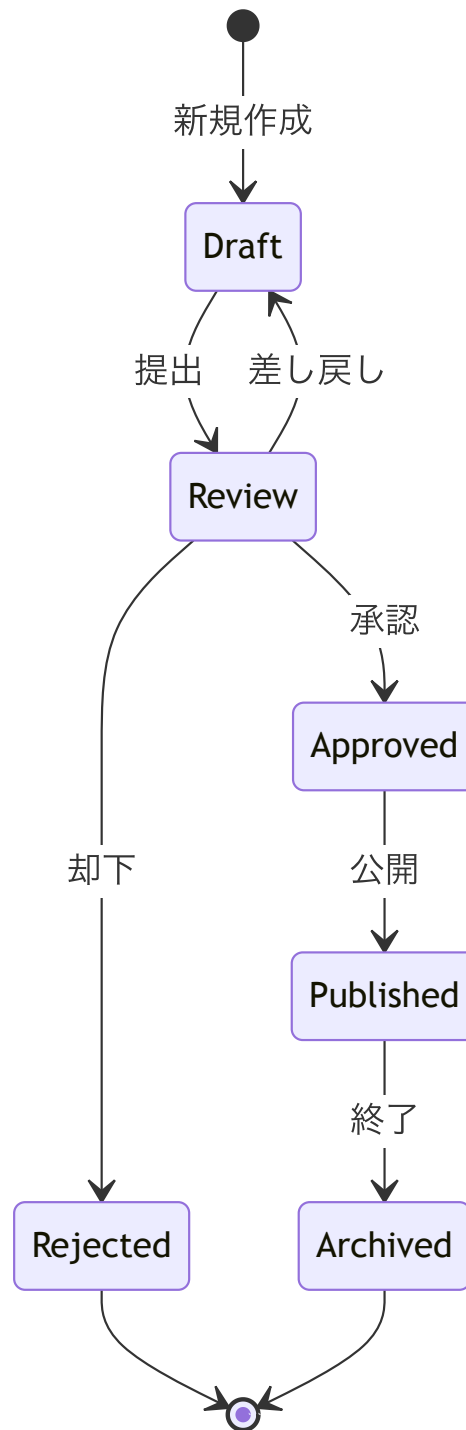 新規作成
Draft
提出
差し戻し
Review
承認
Approved
却下
公開
Published
終了
Rejected
Archived